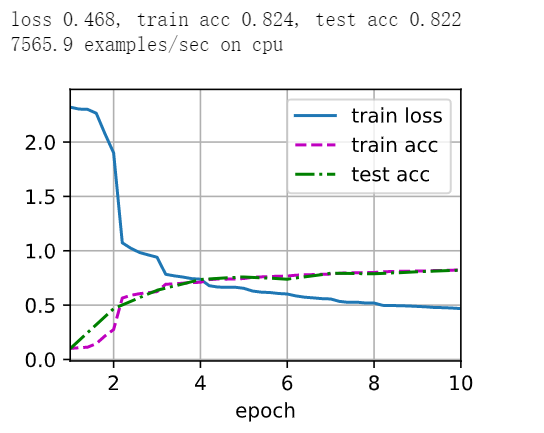 loss 0.468, train acc 0.824, test acc 0.822
7565.9 examples/sec on cpu
train loss
train acc
test acc
2.0
1.5
1.0
0.5
0.0
2 4 6 8 10
epoch